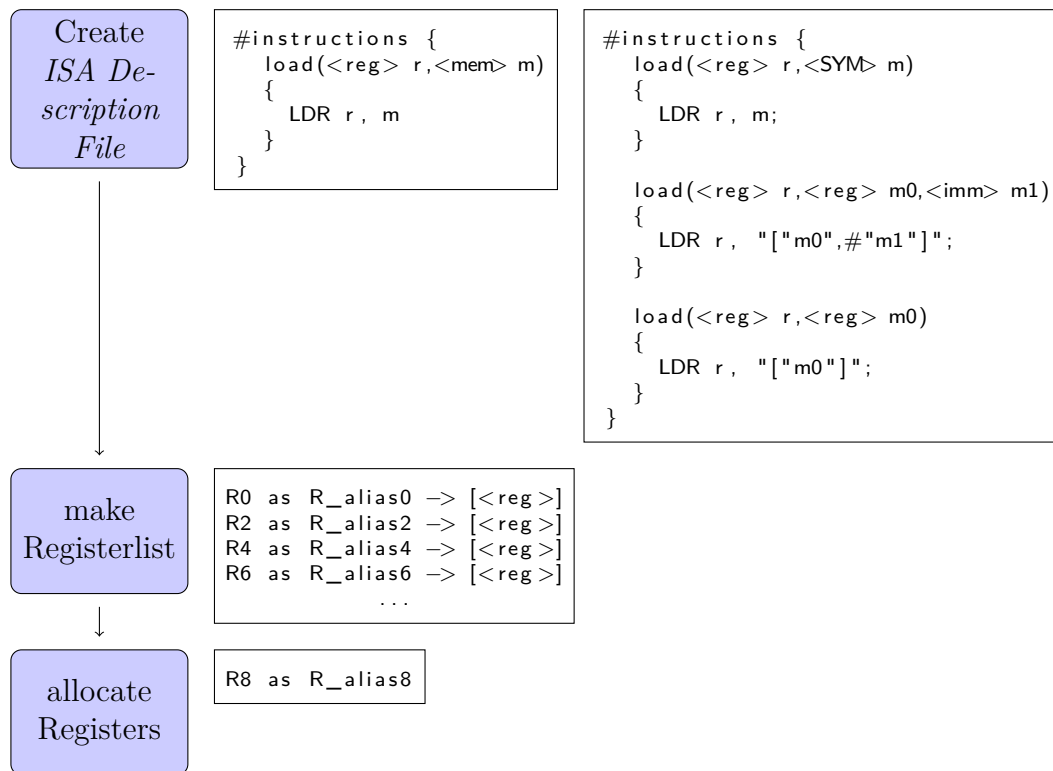 Create
ISA De-
scription
File
#instructions {
load(<reg> r,<mem> m)
{
LDR r, m
}
}
#instructions {
load(<reg> r,<SYM> m)
{
LDR r, m;
}
load(<reg> r,<reg> m0,<imm> m1)
{
LDR r, "["m0",#"m1"]";
}
load(<reg> r,<reg> m0)
{
LDR r, "["m0"]";
}
}
make
Registerlist
R0 as R_alias0 -> [<reg>]
R2 as R_alias2 -> [<reg>]
R4 as R_alias4 -> [<reg>]
R6 as R_alias6 -> [<reg>]
...
allocate
Registers
R8 as R_alias8